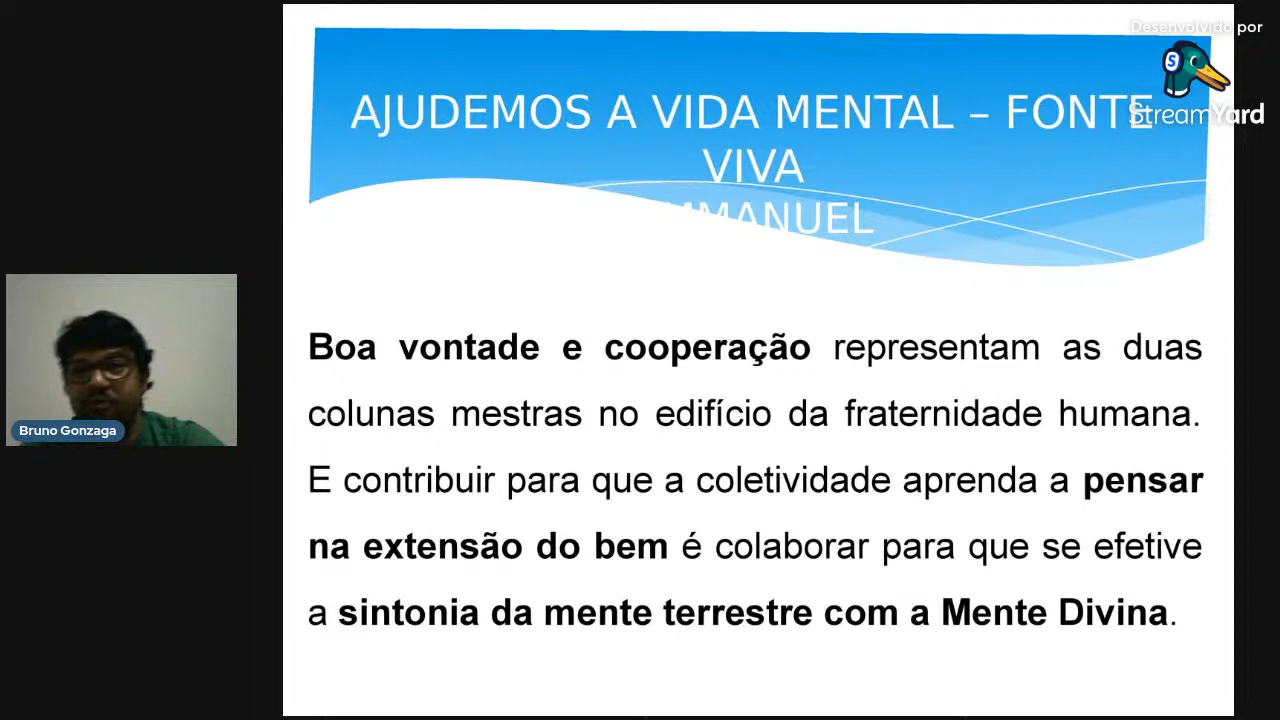 Desenvolvido por
StreamYard
AJUDEMOS A VIDA MENTAL – FONTE
VIVA
MMANUEL
Boa vontade e cooperação representam as duas
colunas mestras no edifício da fraternidade humana.
E contribuir para que a coletividade aprenda a pensar
na extensão do bem é colaborar para que se efetive
a sintonia da mente terrestre com a Mente Divina.
Bruno Gonzaga